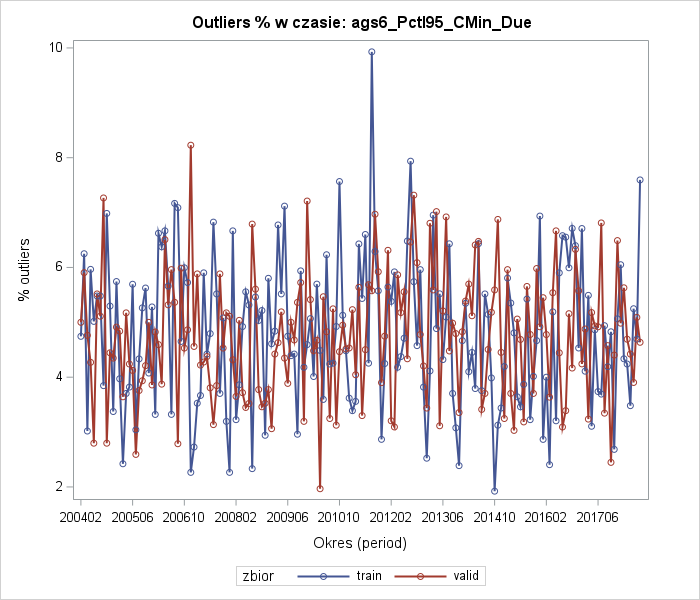 Outliers % w czasie: ags6_Pctl95_CMin_Due
10
8
6
4
2
% outliers
200402 200506 200610 200802 200906 201010 201202 201306 201410 201602 201706
Okres (period)
zbior train valid